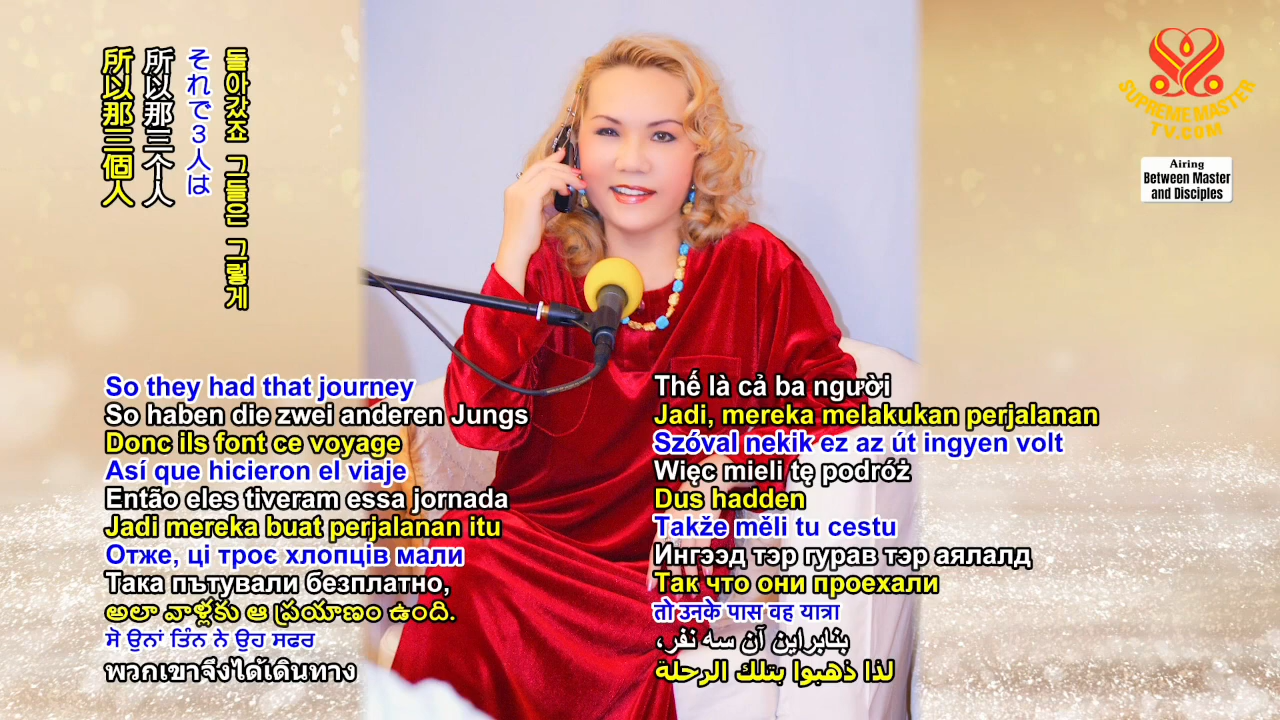 所以那三個人
所以那三个人
それで３人は
돌아갔죠 그들은 그렇게
SUPREME MASTER
TV.COM
Airing
Between Master
and Disciples
So they had that journey
So haben die zwei anderen Jungs
Donc ils font ce voyage
Así que hicieron el viaje
Então eles tiveram essa jornada
Jadi mereka buat perjalanan itu
Отже, ці троє хлопців мали
Така пътували безплатно,
అలా వాళ్లకు ఆ ప్రయాణం ఉంది.
ਸੋ ਉਨਾਂ ਤਿੰਨ ਨੇ ਉਹ ਸਫਰ
พวกเขาจึงได้เดินทาง
Thế là cả ba người
Jadi, mereka melakukan perjalanan
Szóval nekik ez az út ingyen volt
Więc mieli tę podróż
Dus hadden
Takže měli tu cestu
Ингээд тэр гурав тэр аялалд
Так что они проехали
तो उनके पास वह यात्रा
بنابراین آن سه نفر،
لذا ذهبوا بتلك الرحلة